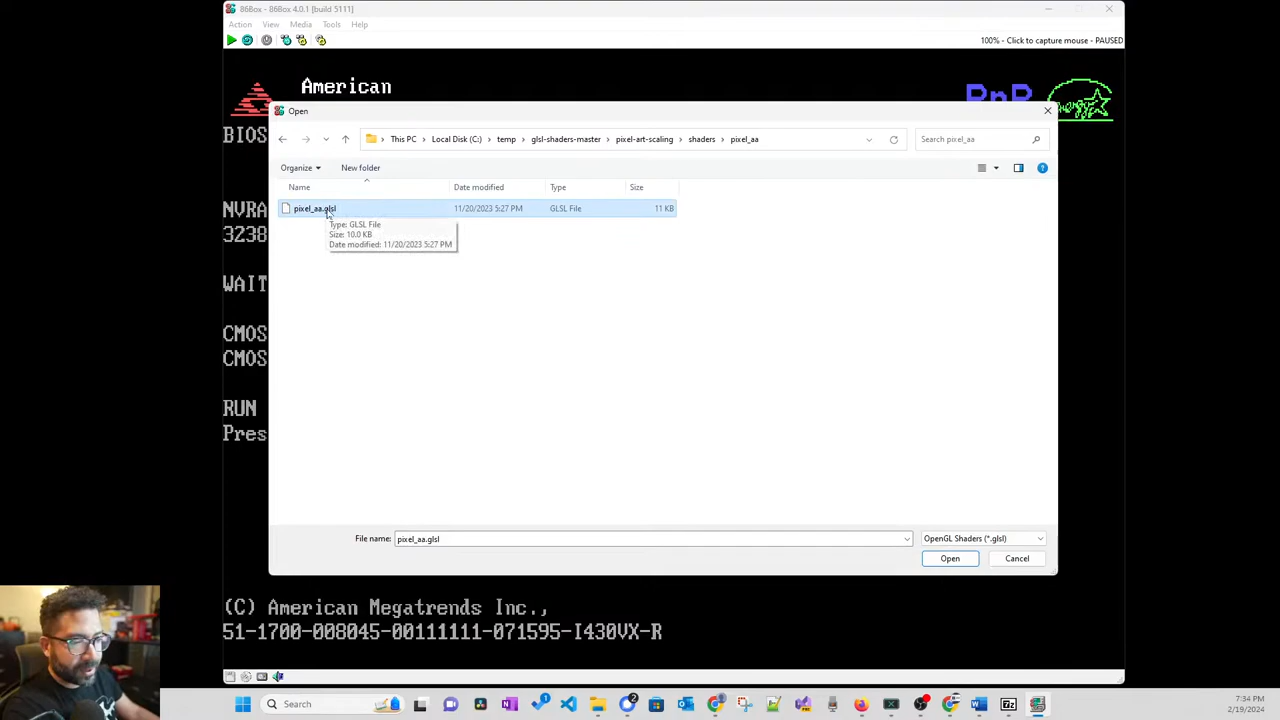 86Box - 86Box 4.0.1 [build 5111]
Action View Media Tools Help
100% - Click to capture mouse - PAUSED
American
PnP
Open
This PC > Local Disk (C:) > temp > glsl-shaders-master > pixel-art-scaling > shaders > pixel_aa
Search pixel_aa
Organize
New folder
Name Date modified Type Size
pixel_aa.glsl 11/20/2023 5:27 PM GLSL File 11 KB
Type: GLSL File
Size: 10.0 KB
Date modified: 11/20/2023 5:27 PM
BIOS
NVRA
3238
WAIT
CMOS
CMOS
RUN
Pres
File name: pixel_aa.glsl OpenGL Shaders (*.glsl)
Open Cancel
(C) American Megatrends Inc.,
51-1700-008045-00111111-071595-I430VX-R
Search
7:34 PM
2/19/2024